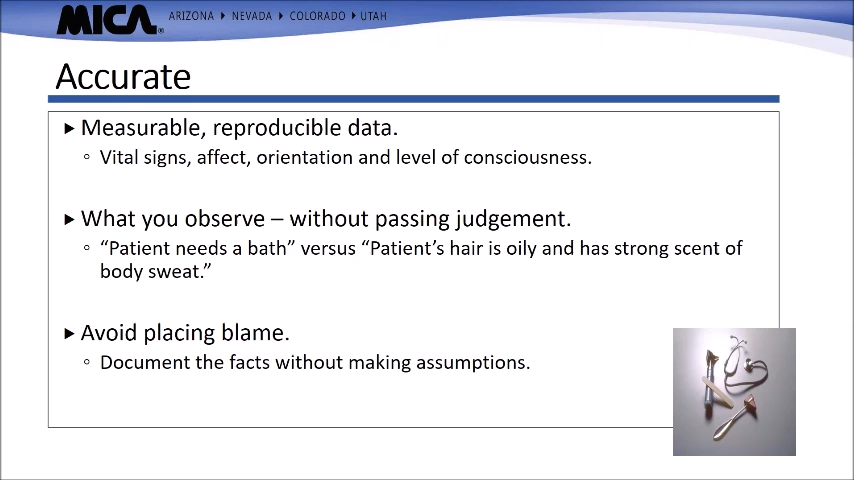 MICA® ARIZONA ▶ NEVADA ▶ COLORADO ▶ UTAH
Accurate
▶ Measurable, reproducible data.
◦ Vital signs, affect, orientation and level of consciousness.
▶ What you observe – without passing judgement.
◦ “Patient needs a bath” versus “Patient’s hair is oily and has strong scent of
body sweat.”
▶ Avoid placing blame.
◦ Document the facts without making assumptions.